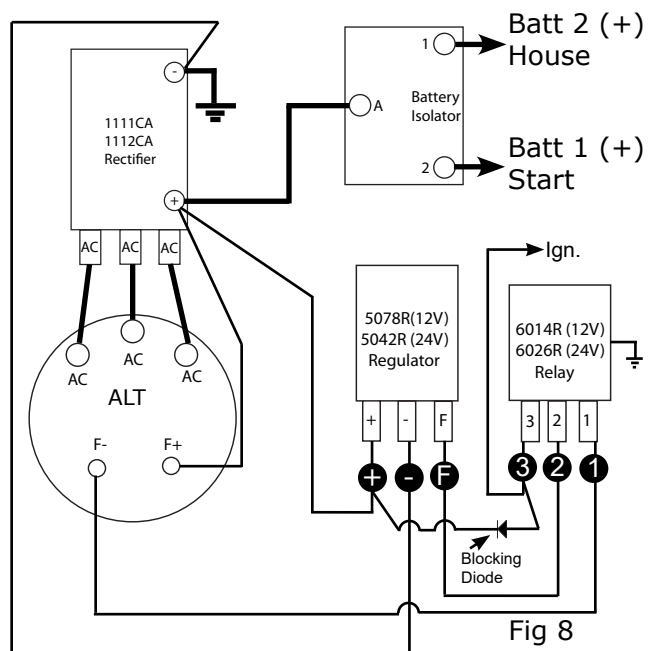 Batt 2 (+)
House
1
-
Battery
Isolator
A
1111CA
1112CA
Rectifier
2
Batt 1 (+)
Start
+
AC AC AC
Ign.
5078R(12V)
5042R (24V)
Regulator
6014R (12V)
6026R (24V)
Relay
AC
AC
AC
ALT
+ - F
3 2 1
F-
F+
+ - F
3 2 1
Blocking
Diode
Fig 8